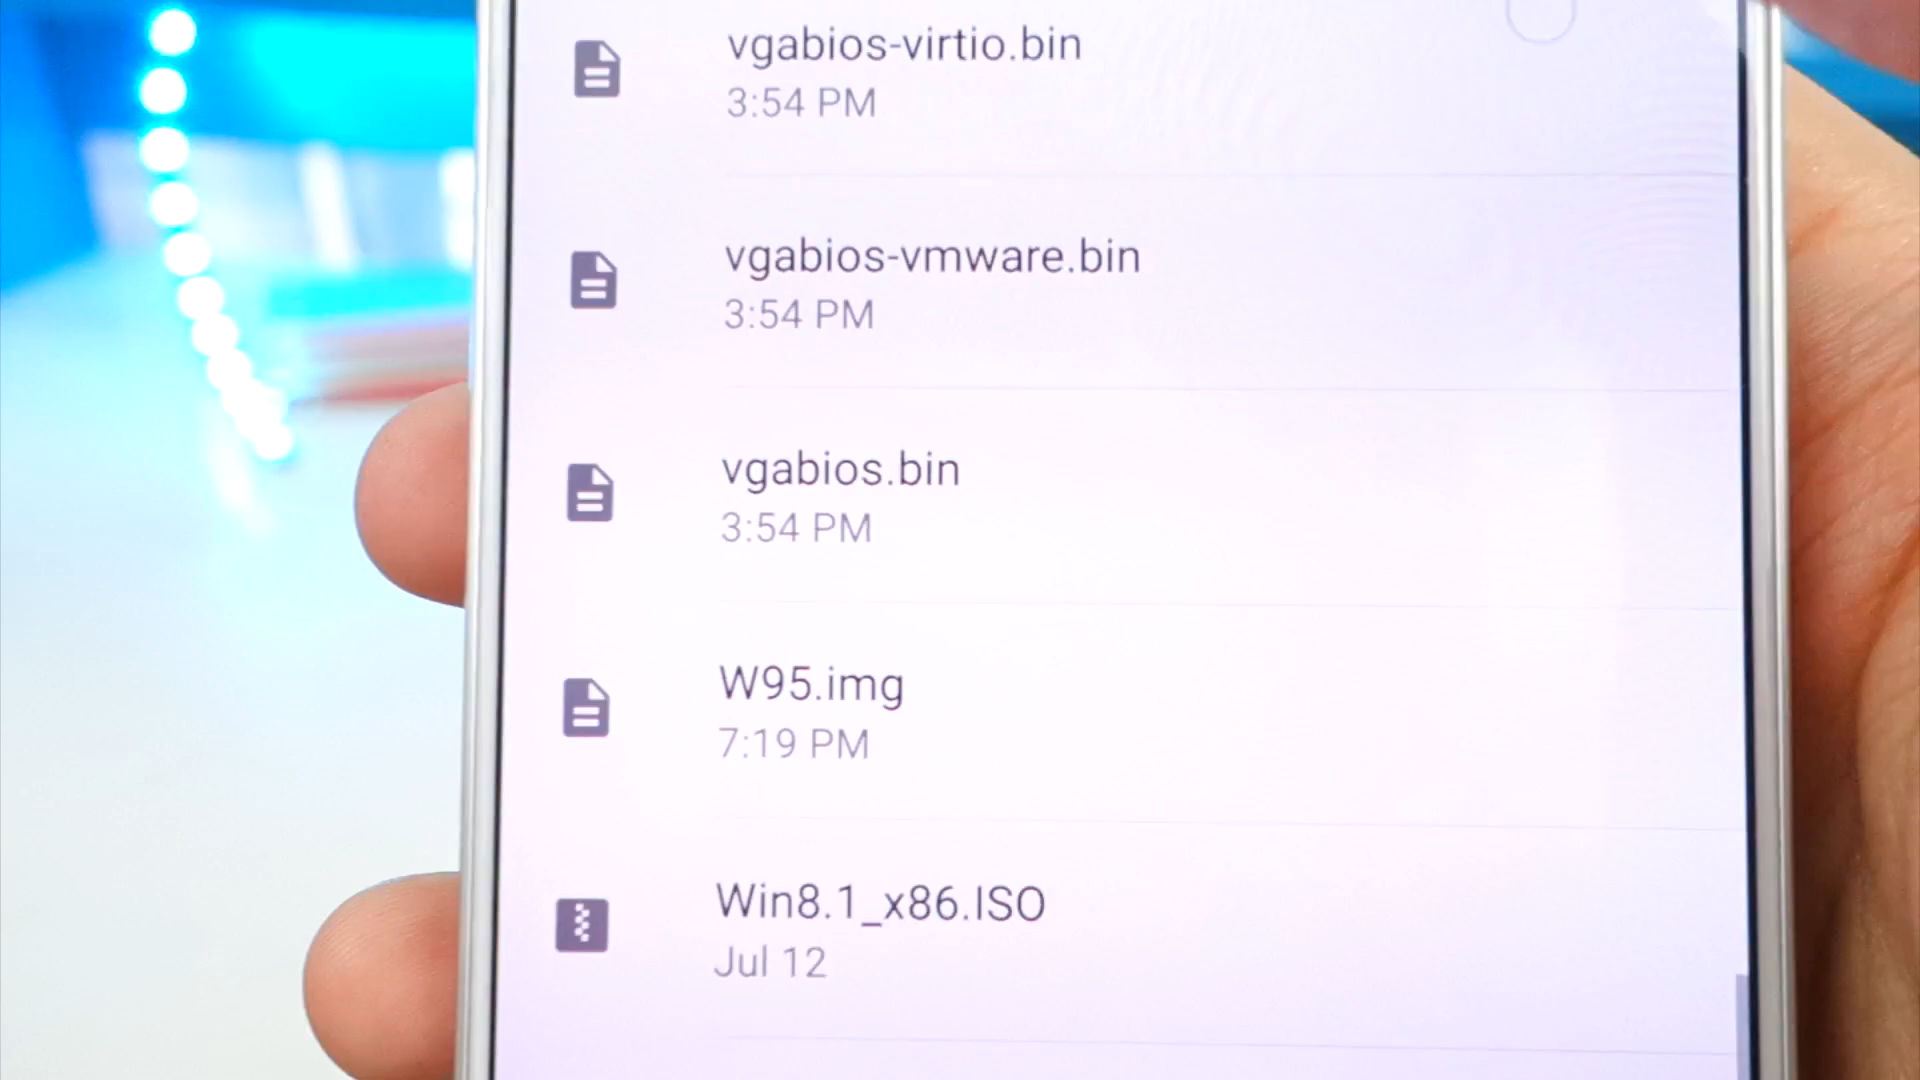 vgabios-virtio.bin
3:54 PM
vgabios-vmware.bin
3:54 PM
vgabios.bin
3:54 PM
W95.img
7:19 PM
Win8.1_x86.ISO
Jul 12